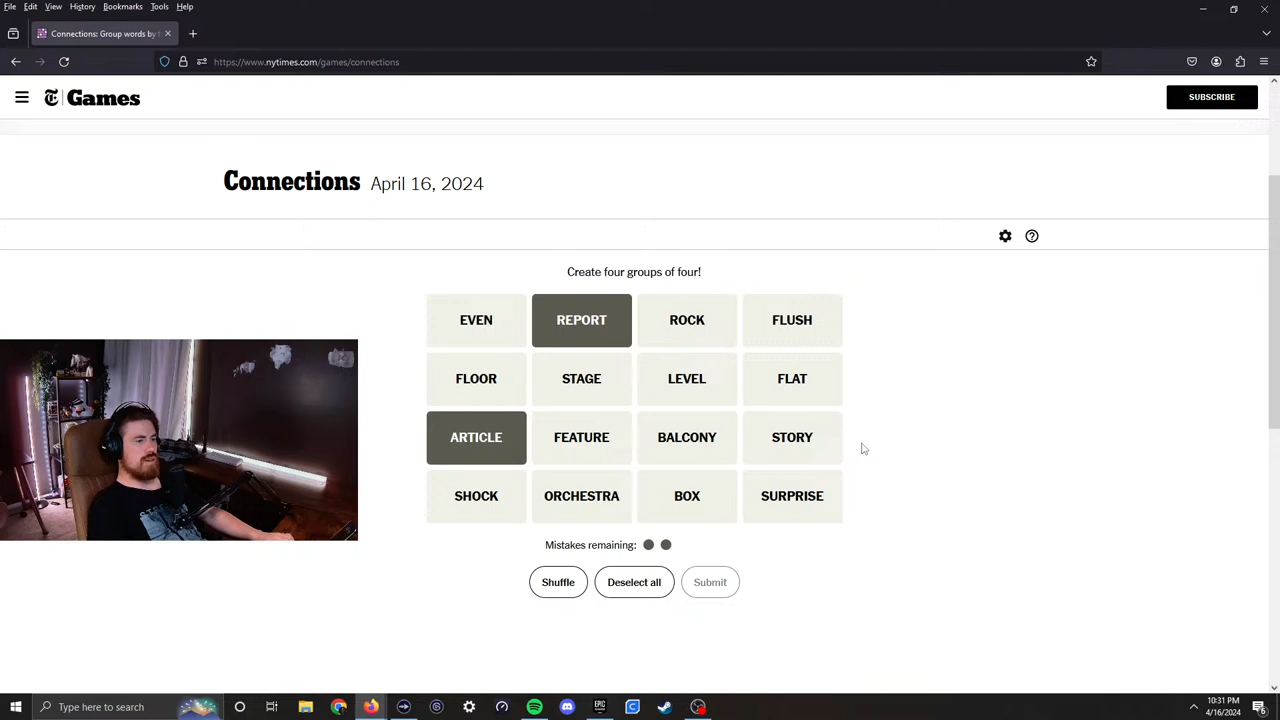 File Edit View History Bookmarks Tools Help
Connections: Group words by
https://www.nytimes.com/games/connections
Games
SUBSCRIBE
Connections April 16, 2024
Create four groups of four!
EVEN REPORT ROCK FLUSH
FLOOR STAGE LEVEL FLAT
ARTICLE FEATURE BALCONY STORY
SHOCK ORCHESTRA BOX SURPRISE
Mistakes remaining:
Shuffle Deselect all Submit
Type here to search
10:31 PM
4/16/2024